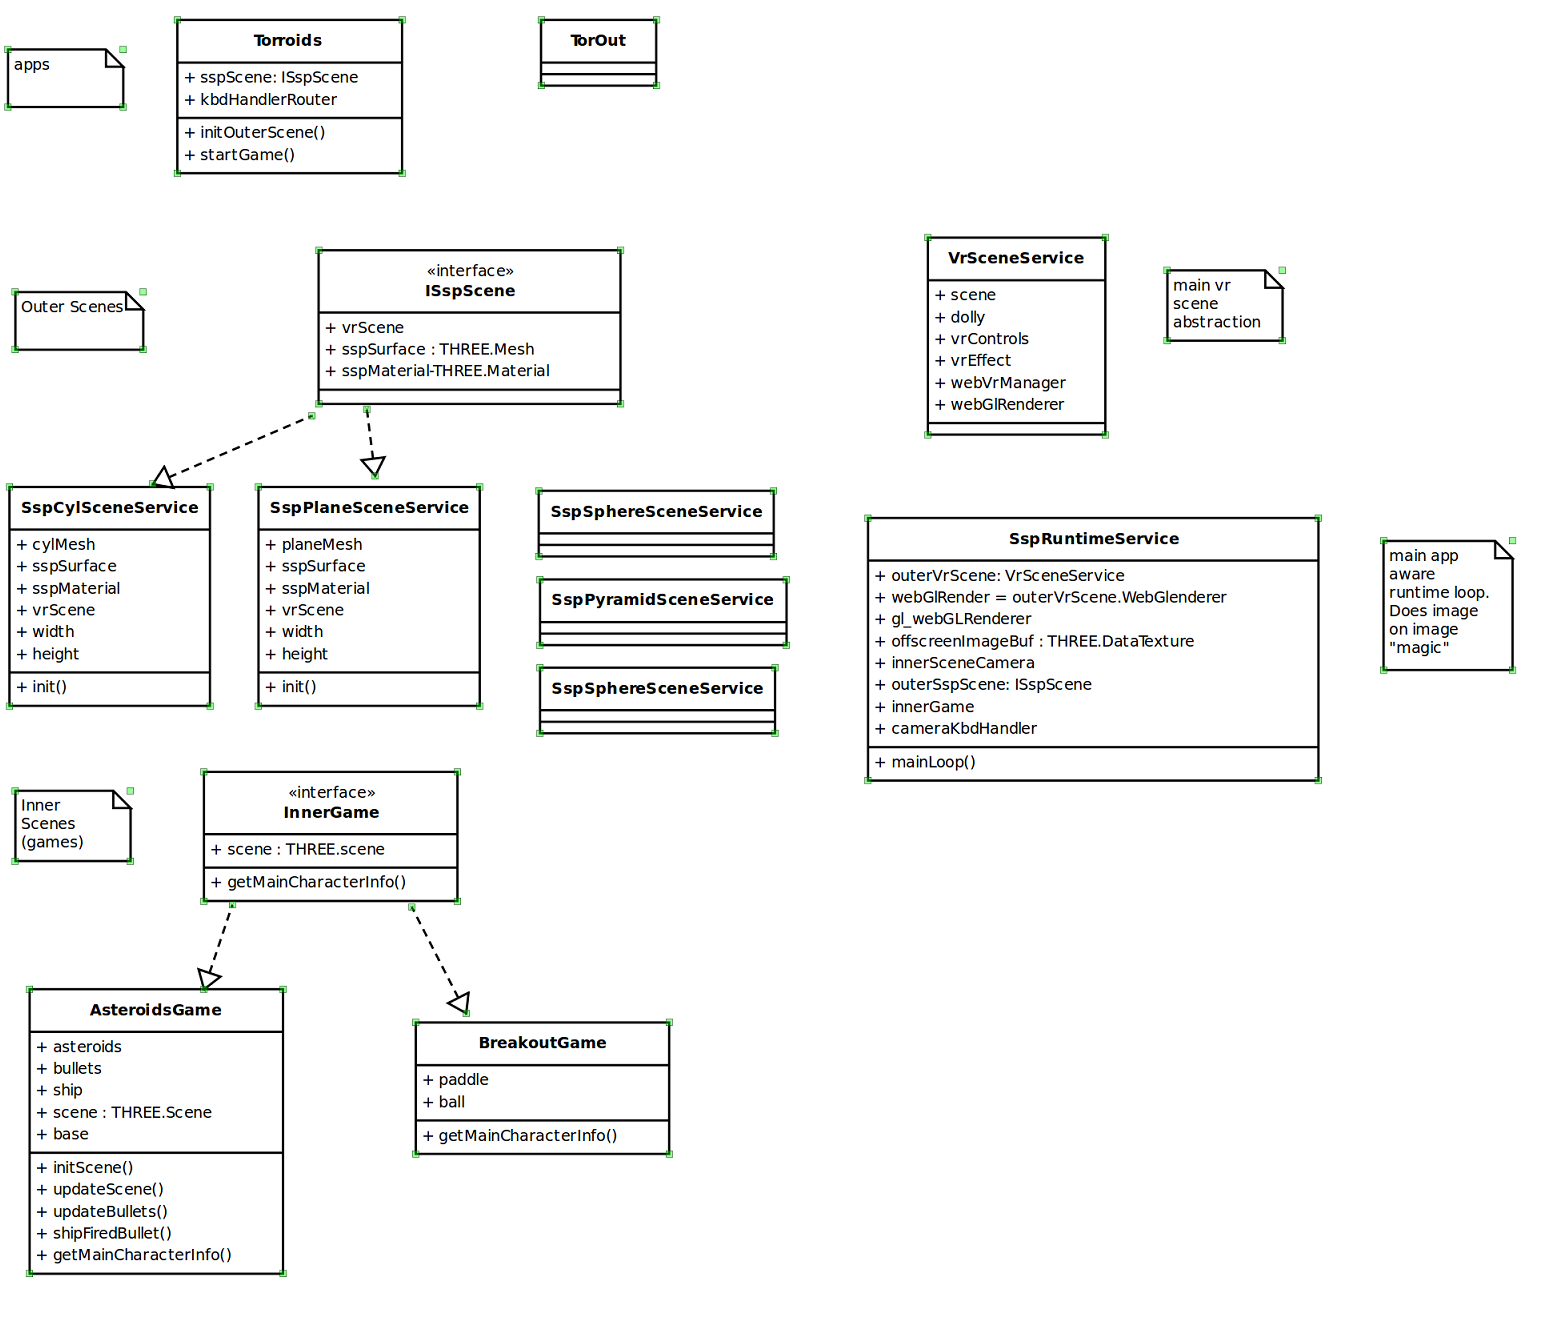 apps
Torroids
+ sspScene: ISspScene
+ kbdHandlerRouter
+ initOuterScene()
+ startGame()
TorOut
Outer Scenes
«interface»
ISspScene
+ vrScene
+ sspSurface : THREE.Mesh
+ sspMaterial-THREE.Material
VrSceneService
+ scene
+ dolly
+ vrControls
+ vrEffect
+ webVrManager
+ webGlRenderer
main vr
scene
abstraction
SspCylSceneService
+ cylMesh
+ sspSurface
+ sspMaterial
+ vrScene
+ width
+ height
+ init()
SspPlaneSceneService
+ planeMesh
+ sspSurface
+ sspMaterial
+ vrScene
+ width
+ height
+ init()
SspSphereSceneService
SspPyramidSceneService
SspSphereSceneService
SspRuntimeService
+ outerVrScene: VrSceneService
+ webGlRender = outerVrScene.WebGlenderer
+ gl_webGLRenderer
+ offscreenImageBuf : THREE.DataTexture
+ innerSceneCamera
+ outerSspScene: ISspScene
+ innerGame
+ cameraKbdHandler
+ mainLoop()
main app
aware
runtime loop.
Does image
on image
"magic"
Inner
Scenes
(games)
«interface»
InnerGame
+ scene : THREE.scene
+ getMainCharacterInfo()
AsteroidsGame
+ asteroids
+ bullets
+ ship
+ scene : THREE.Scene
+ base
+ initScene()
+ updateScene()
+ updateBullets()
+ shipFiredBullet()
+ getMainCharacterInfo()
BreakoutGame
+ paddle
+ ball
+ getMainCharacterInfo()